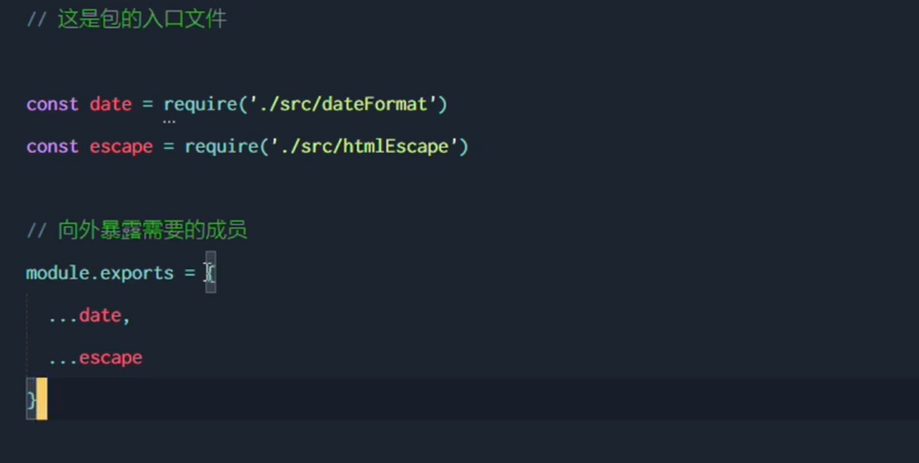 // 这是包的入口文件
const date = require('./src/dateFormat')
const escape = require('./src/htmlEscape')
// 向外暴露需要的成员
module.exports = {
...date,
...escape
}